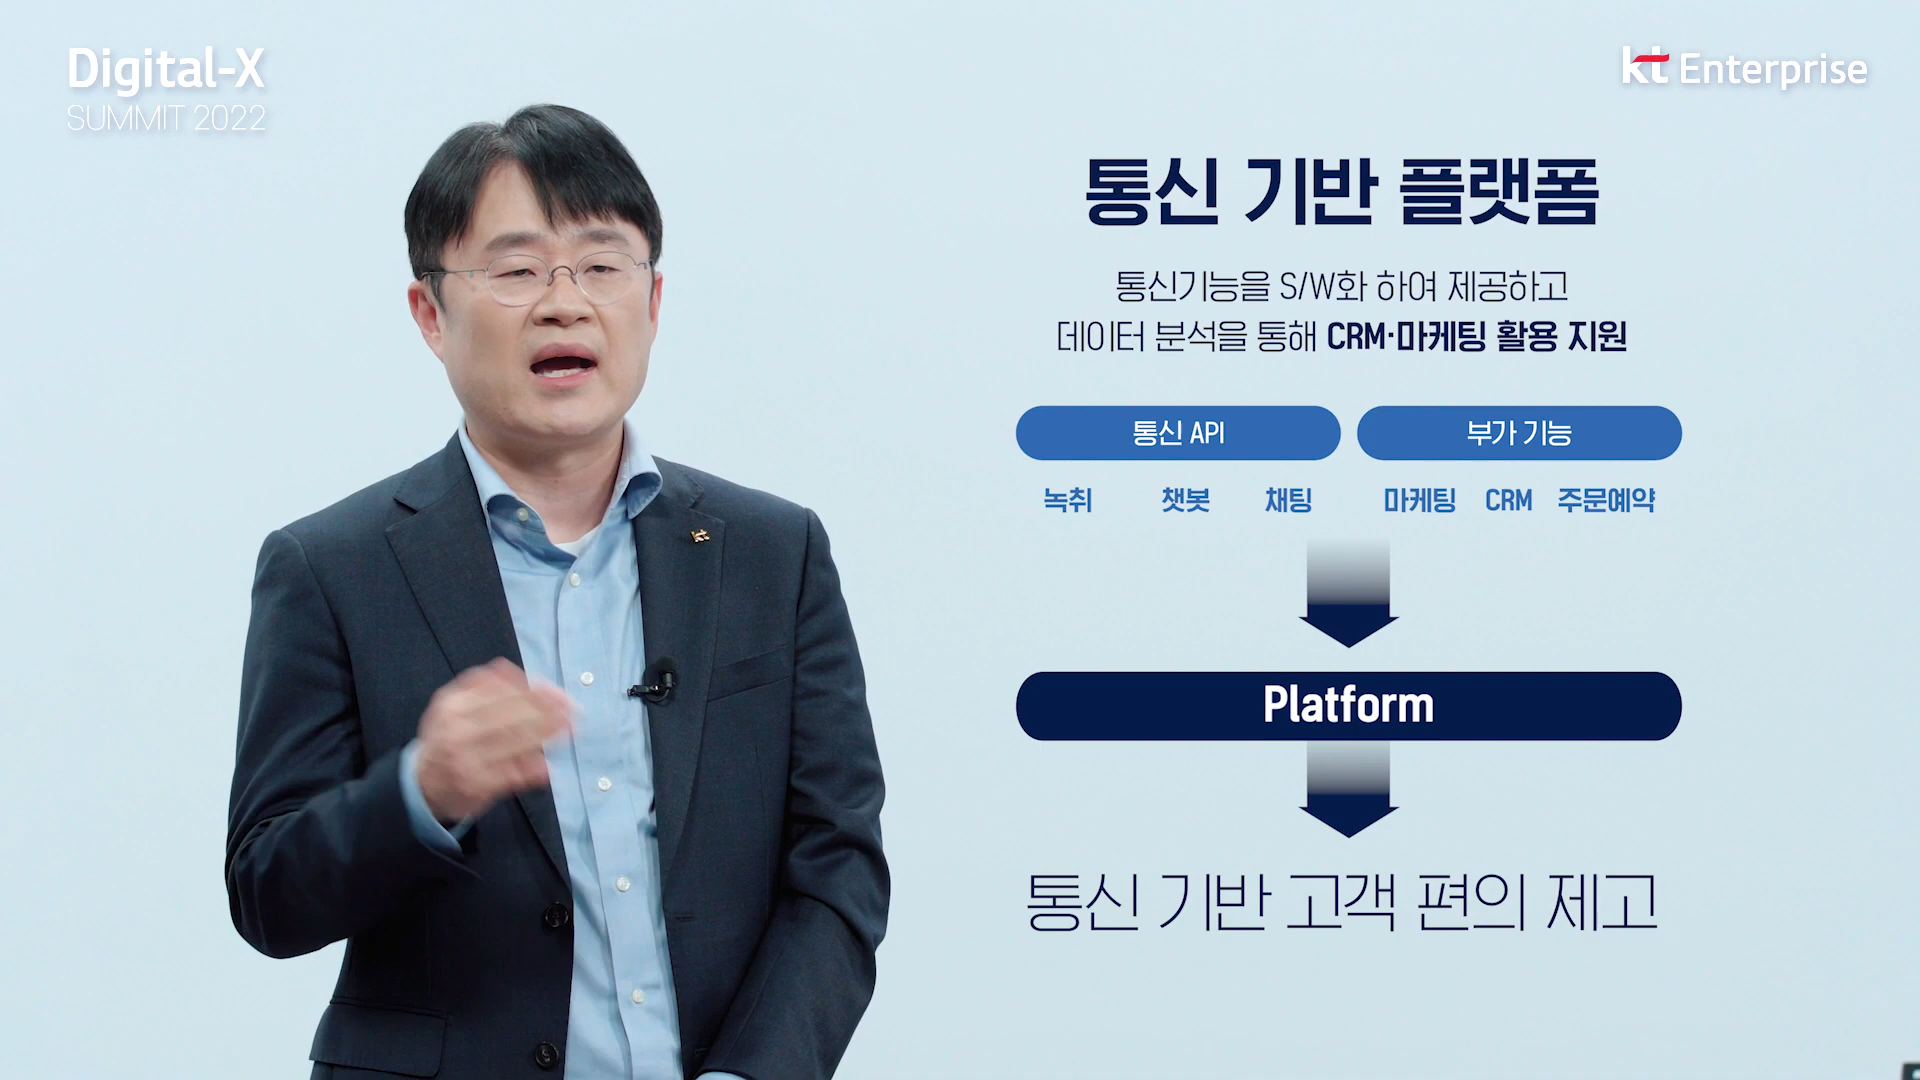 Digital-X
SUMMIT 2022
kt Enterprise
통신 기반 플랫폼
통신기능을 S/W화 하여 제공하고
데이터 분석을 통해 CRM·마케팅 활용 지원
통신 API
부가 기능
녹취 챗봇 채팅
마케팅 CRM 주문예약
Platform
통신 기반 고객 편의 제고
kt